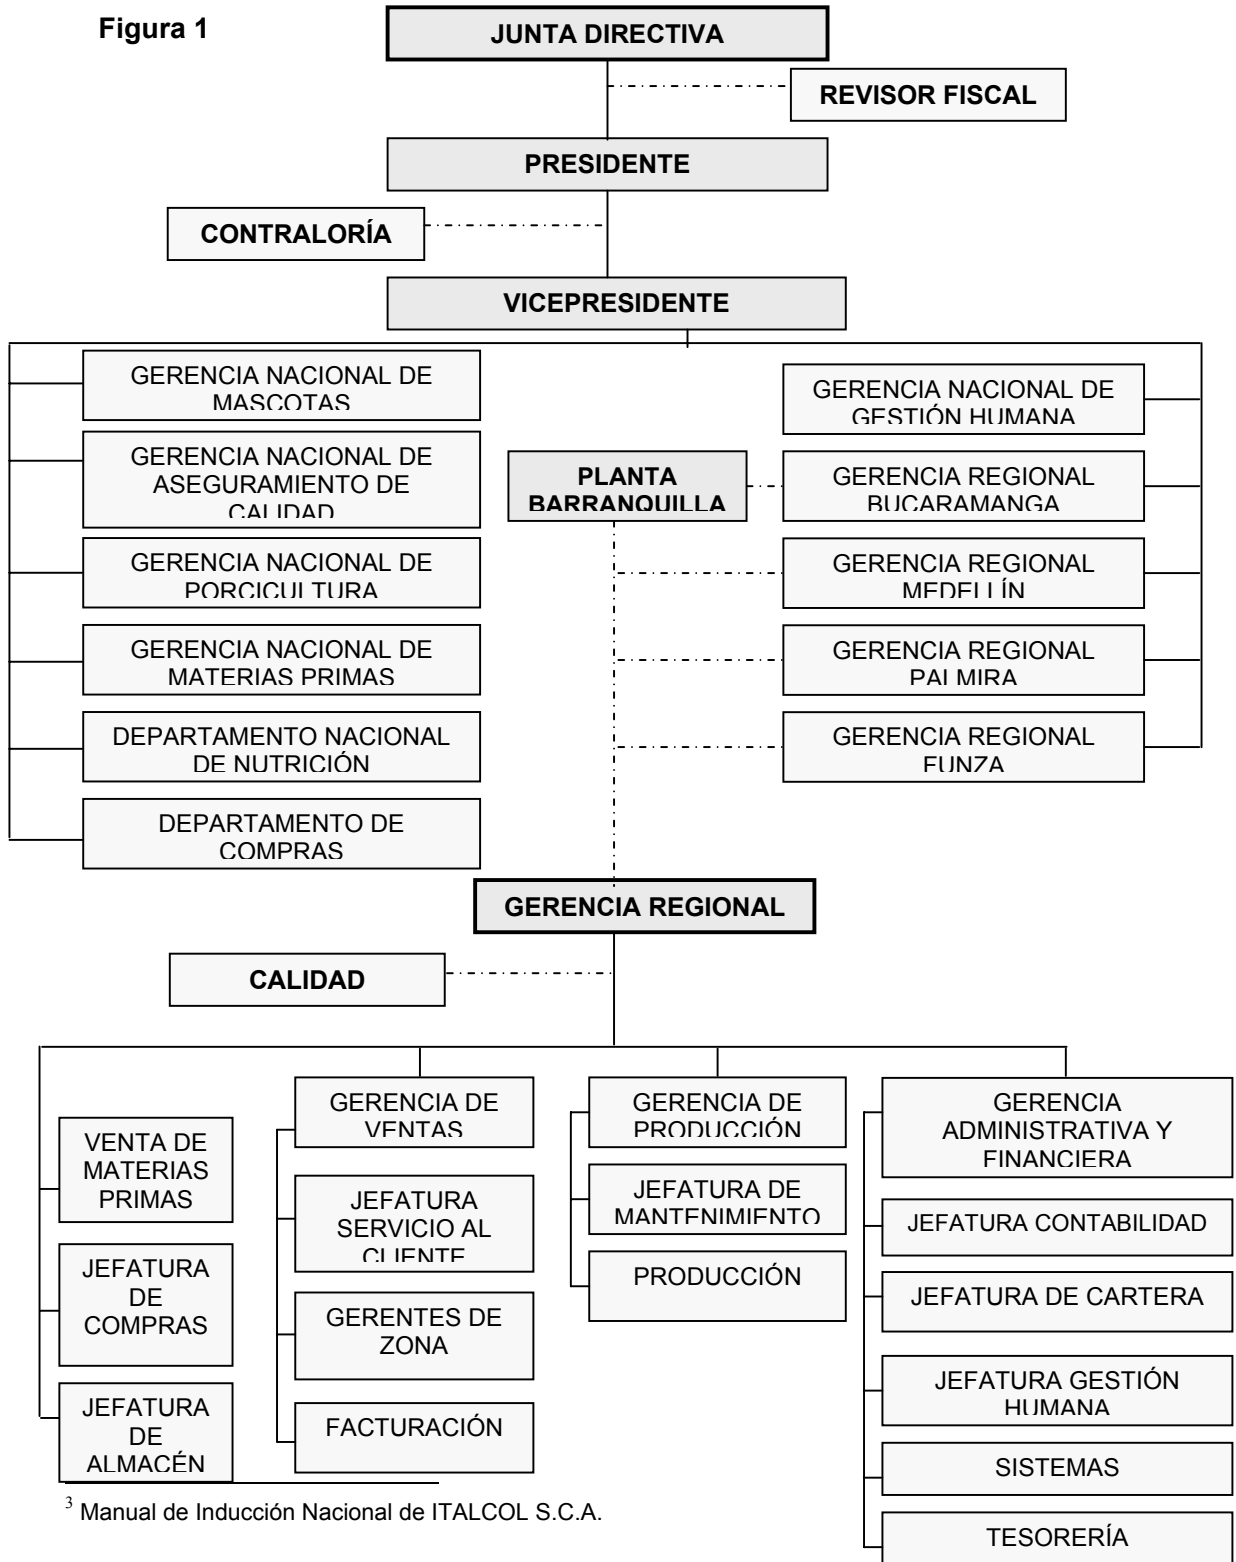 Figura 1
JUNTA DIRECTIVA
REVISOR FISCAL
PRESIDENTE
CONTRALORÍA
VICEPRESIDENTE
GERENCIA NACIONAL DE
MASCOTAS
GERENCIA NACIONAL DE
ASEGURAMIENTO DE
CALIDAD
GERENCIA NACIONAL DE
PORCICULTURA
GERENCIA NACIONAL DE
MATERIAS PRIMAS
DEPARTAMENTO NACIONAL
DE NUTRICIÓN
DEPARTAMENTO DE
COMPRAS
GERENCIA NACIONAL DE
GESTIÓN HUMANA
PLANTA
BARRANQUILLA
GERENCIA REGIONAL
BUCARAMANGA
GERENCIA REGIONAL
MEDELLÍN
GERENCIA REGIONAL
PALMIRA
GERENCIA REGIONAL
FUNZA
GERENCIA REGIONAL
CALIDAD
VENTA DE
MATERIAS
PRIMAS
JEFATURA
DE
COMPRAS
JEFATURA
DE
ALMACÉN
GERENCIA DE
VENTAS
JEFATURA
SERVICIO AL
CLIENTE
GERENTES DE
ZONA
FACTURACIÓN
GERENCIA DE
PRODUCCIÓN
JEFATURA DE
MANTENIMIENTO
PRODUCCIÓN
GERENCIA
ADMINISTRATIVA Y
FINANCIERA
JEFATURA CONTABILIDAD
JEFATURA DE CARTERA
JEFATURA GESTIÓN
HUMANA
SISTEMAS
TESORERÍA
3 Manual de Inducción Nacional de ITALCOL S.C.A.